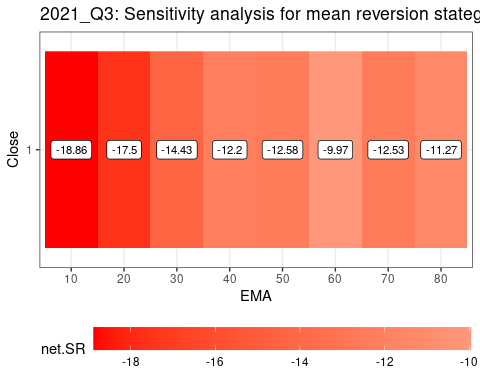 2021_Q3: Sensitivity analysis for mean reversion stateg
Close
1
-18.86 -17.5 -14.43 -12.2 -12.58 -9.97 -12.53 -11.27
10 20 30 40 50 60 70 80
EMA
net.SR
-18 -16 -14 -12 -10